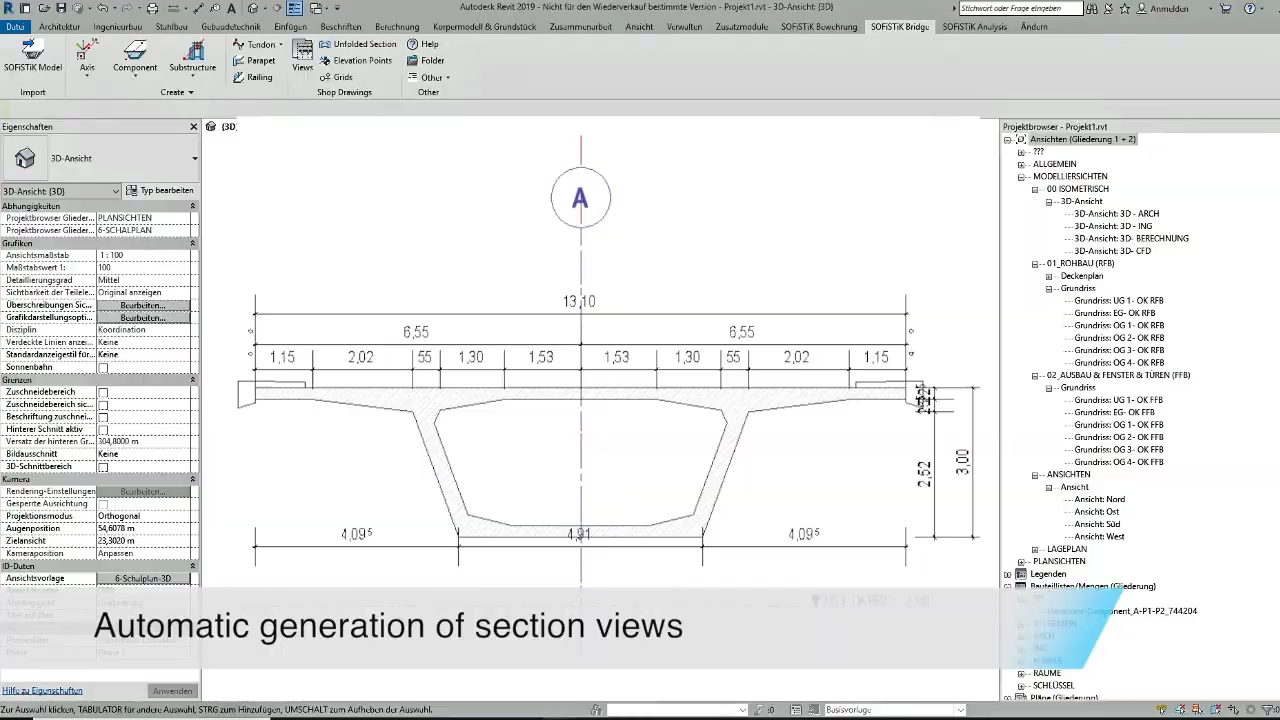 Autodesk Revit 2019 - Nicht für den Wiederverkauf bestimmte Version - Projekt1.rvt - 3D-Ansicht: {3D}
Stichwort oder Frage eingeben
Anmelden
Datei Architektur Ingenieurbau Stahlbau Gebäudetechnik Einfügen Beschriften Berechnung Körpermodell & Grundstück Zusammenarbeit Ansicht Verwalten Zusatzmodule SOFiSTiK Bewehrung SOFiSTiK Bridge SOFiSTiK Analysis Ändern
SOFiSTiK Model Axis Component Substructure
Tendon
Parapet
Railing
Views
Unfolded Section
Elevation Points
Grids
Help
Folder
Other
Import Create Shop Drawings Other
Eigenschaften
3D-Ansicht
3D-Ansicht: {3D} Typ bearbeiten
Abhängigkeiten
Projektbrowser Glieder... PLANSICHTEN
Projektbrowser Glieder... 6-SCHALPLAN
Grafiken
Ansichtsmaßstab 1 : 100
Maßstabswert 1: 100
Detaillierungsgrad Mittel
Sichtbarkeit der Teilele... Original anzeigen
Überschreibungen Sic... Bearbeiten...
Grafikdarstellungsopti... Bearbeiten...
Disziplin Koordination
Verdeckte Linien anzei... Keine
Standardanzeigestil für... Keine
Sonnenbahn
Grenzen
Zuschneidebereich
Zuschneidebereich sic...
Beschriftung zuschnei...
Hinterer Schnitt aktiv
Versatz der hinteren Gr... 304,8000 m
Bildausschnitt Keine
3D-Schnittbereich
Kamera
Rendering-Einstellungen Bearbeiten...
Gesperrte Ausrichtung
Projektionsmodus Orthogonal
Augenposition 54,6078 m
Zielansicht 23,3020 m
Kameraposition Anpassen
ID-Daten
Ansichtsvorlage 6-Schalplan-3D
Hilfe zu Eigenschaften Anwenden
{3D}
A
13,10
6,55 6,55
1,15 2,02 55 1,30 1,53 1,53 1,30 55 2,02 1,15
2,52
3,00
4,09⁵ 4,91 4,09⁵
Automatic generation of section views
Projektbrowser - Projekt1.rvt
Ansichten (Gliederung 1 + 2)
???
ALLGEMEIN
MODELLIERSICHTEN
00 ISOMETRISCH
3D-Ansicht
3D-Ansicht: 3D - ARCH
3D-Ansicht: 3D - ING
3D-Ansicht: 3D- BERECHNUNG
3D-Ansicht: 3D- CFD
01_ROHBAU (RFB)
Deckenplan
Grundriss
Grundriss: UG 1- OK RFB
Grundriss: EG- OK RFB
Grundriss: OG 1- OK RFB
Grundriss: OG 2- OK RFB
Grundriss: OG 3- OK RFB
Grundriss: OG 4- OK RFB
02_AUSBAU & FENSTER & TÜREN (FFB)
Grundriss
Grundriss: UG 1- OK FFB
Grundriss: EG- OK FFB
Grundriss: OG 1- OK FFB
Grundriss: OG 2- OK FFB
Grundriss: OG 3- OK FFB
Grundriss: OG 4- OK FFB
ANSICHTEN
Ansicht
Ansicht: Nord
Ansicht: Ost
Ansicht: Süd
Ansicht: West
LAGEPLAN
PLANSICHTEN
Legenden
Bauteillisten/Mengen (Gliederung)
ALLGEMEIN
ARCH
ING
RÄUME
SCHLÜSSEL
Pläne (Gliederung)
Zur Auswahl klicken, TABULATOR für andere Auswahl, STRG zum Hinzufügen, UMSCHALT zum Aufheben der Auswahl.
:0
Basisvorlage